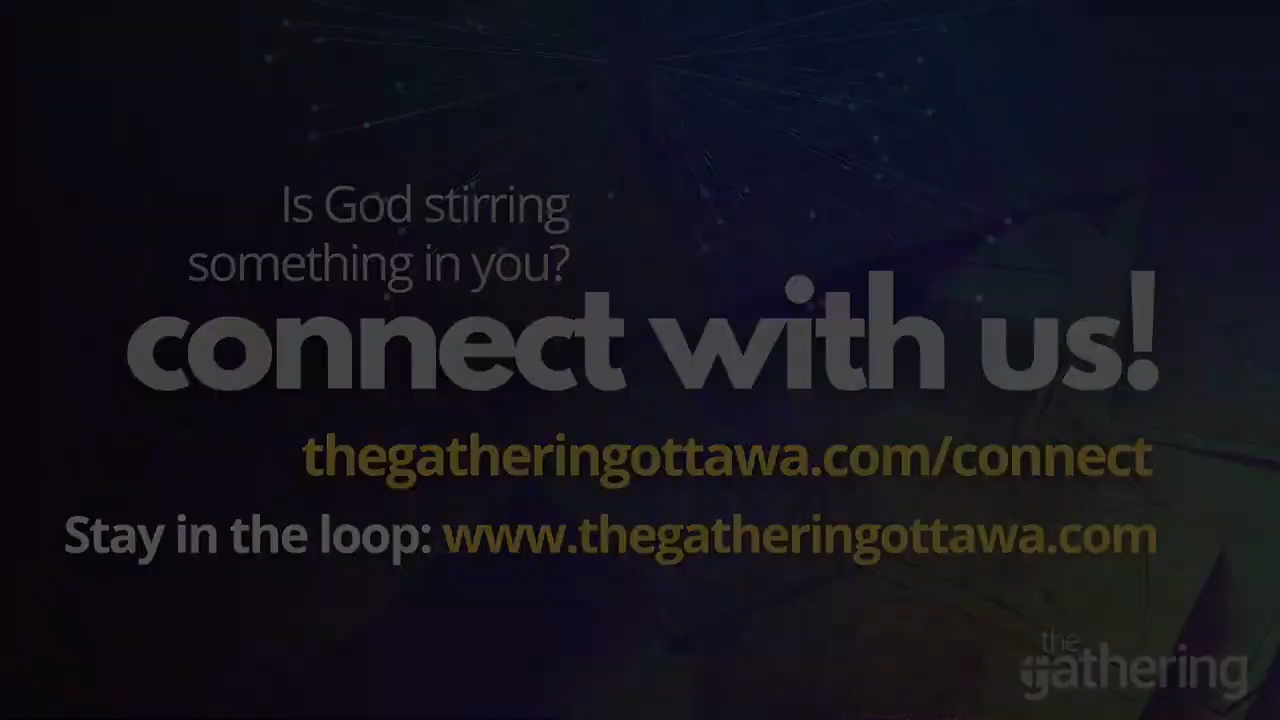 Is God stirring
something in you?
connect with us!
thegatheringottawa.com/connect
Stay in the loop: www.thegatheringottawa.com
the
gathering